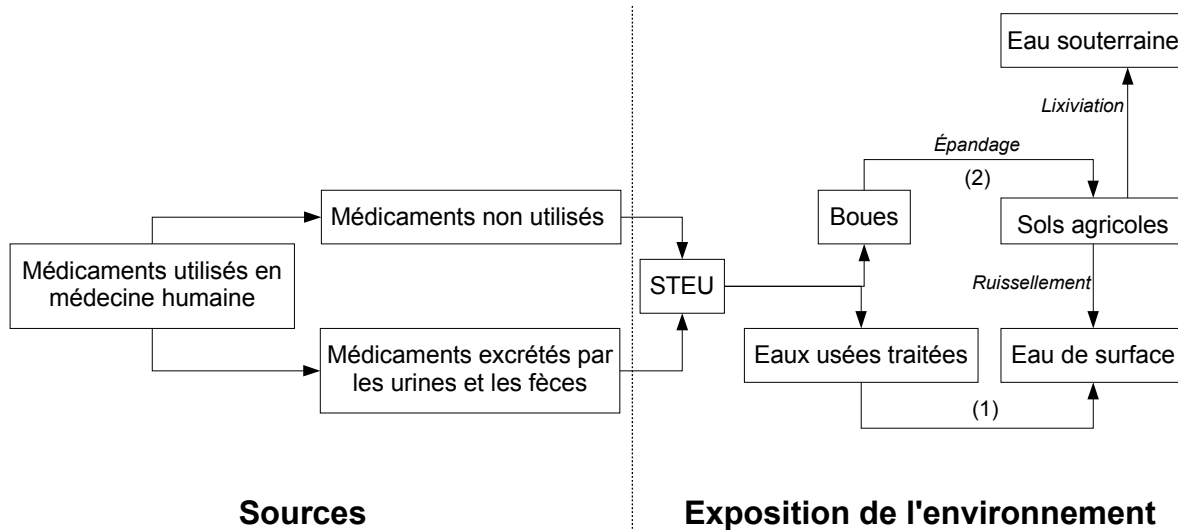 Eau souterraine
Lixiviation
Épandage
(2)
Médicaments non utilisés
Boues
Sols agricoles
Médicaments utilisés en
médecine humaine
STEU
Ruissellement
Médicaments excrétés par
les urines et les fèces
Eaux usées traitées
Eau de surface
(1)
Sources
Exposition de l'environnement